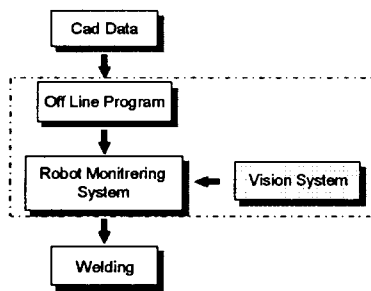 Cad Data
Off Line Program
Robot Monitrering
System
Vision System
Welding